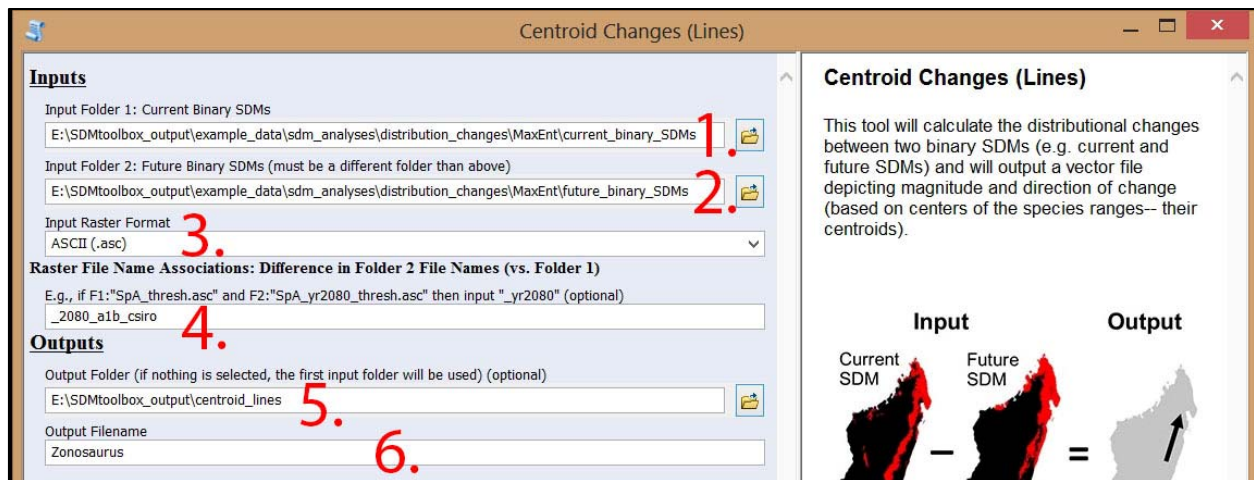 Centroid Changes (Lines)
Inputs
Input Folder 1: Current Binary SDMs
E:\SDMtoolbox_output\example_data\sdm_analyses\distribution_changes\MaxEnt\current_binary_SDMs
1.
Input Folder 2: Future Binary SDMs (must be a different folder than above)
E:\SDMtoolbox_output\example_data\sdm_analyses\distribution_changes\MaxEnt\future_binary_SDMs
2.
Input Raster Format
3.
ASCII (.asc)
Raster File Name Associations: Difference in Folder 2 File Names (vs. Folder 1)
E.g., if F1:"SpA_thresh.asc" and F2:"SpA_yr2080_thresh.asc" then input "_yr2080" (optional)
_2080_a1b_csiro
4.
Outputs
Output Folder (if nothing is selected, the first input folder will be used) (optional)
E:\SDMtoolbox_output\centroid_lines
5.
Output Filename
Zonosaurus
6.
Centroid Changes (Lines)
This tool will calculate the distributional changes
between two binary SDMs (e.g. current and
future SDMs) and will output a vector file
depicting magnitude and direction of change
(based on centers of the species ranges-- their
centroids).
Input
Output
Current
SDM
Future
SDM